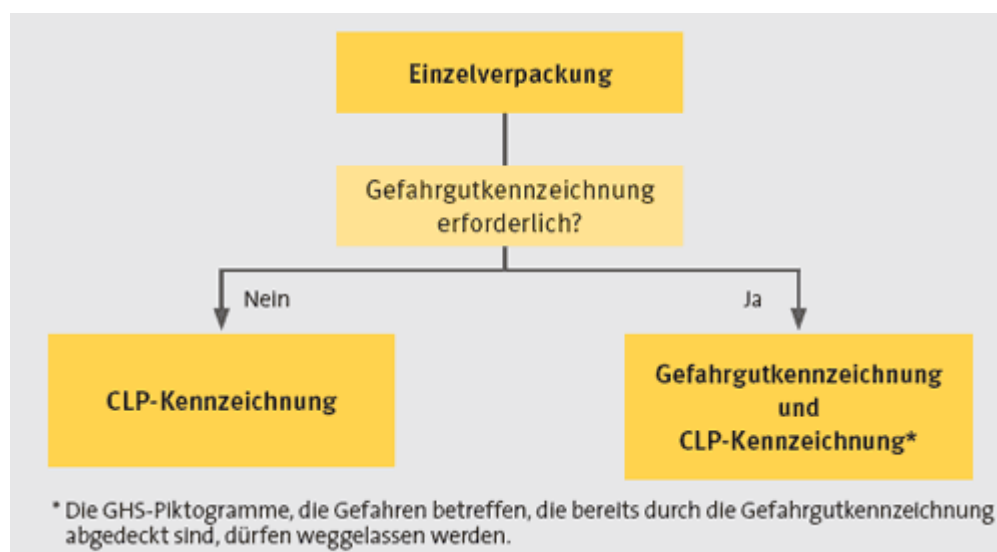 Einzelverpackung
Gefahrgutkennzeichnung
erforderlich?
Nein
Ja
CLP-Kennzeichnung
Gefahrgutkennzeichnung
und
CLP-Kennzeichnung*
* Die GHS-Piktogramme, die Gefahren betreffen, die bereits durch die Gefahrgutkennzeichnung
abgedeckt sind, dürfen weggelassen werden.